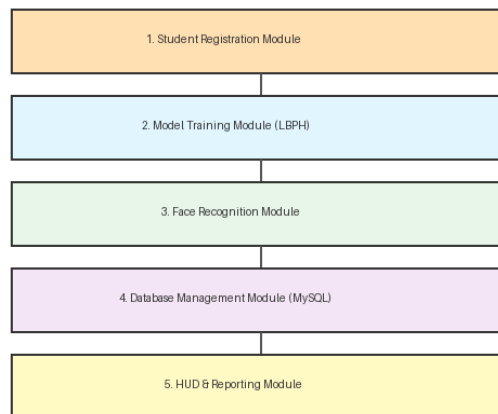 1. Student Registration Module
2. Model Training Module (LBPH)
3. Face Recognition Module
4. Database Management Module (MySQL)
5. HUD & Reporting Module